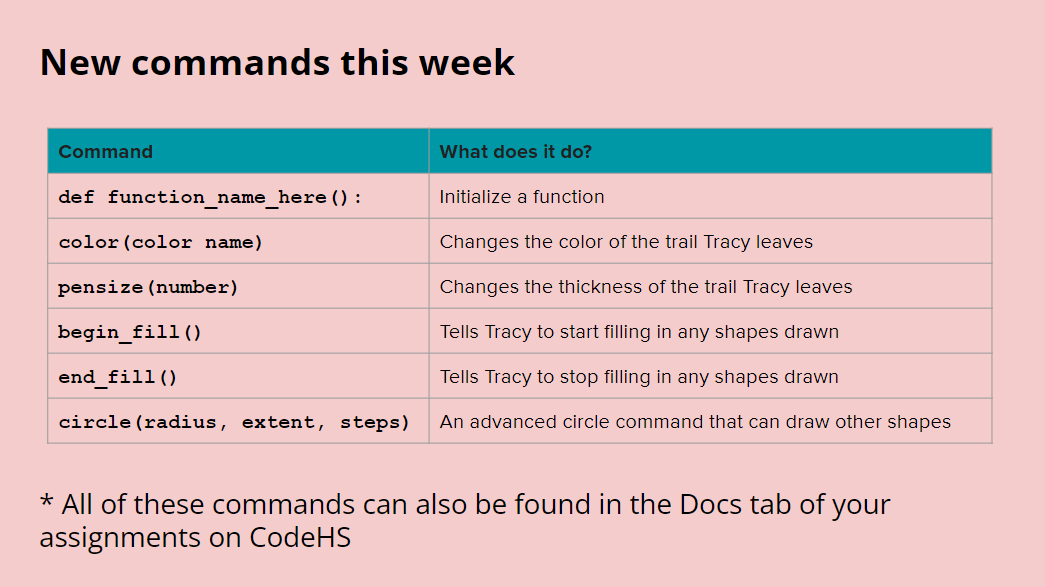 New commands this week
Command What does it do?
def function_name_here(): Initialize a function
color(color name) Changes the color of the trail Tracy leaves
pensize(number) Changes the thickness of the trail Tracy leaves
begin_fill() Tells Tracy to start filling in any shapes drawn
end_fill() Tells Tracy to stop filling in any shapes drawn
circle(radius, extent, steps) An advanced circle command that can draw other shapes
* All of these commands can also be found in the Docs tab of your
assignments on CodeHS